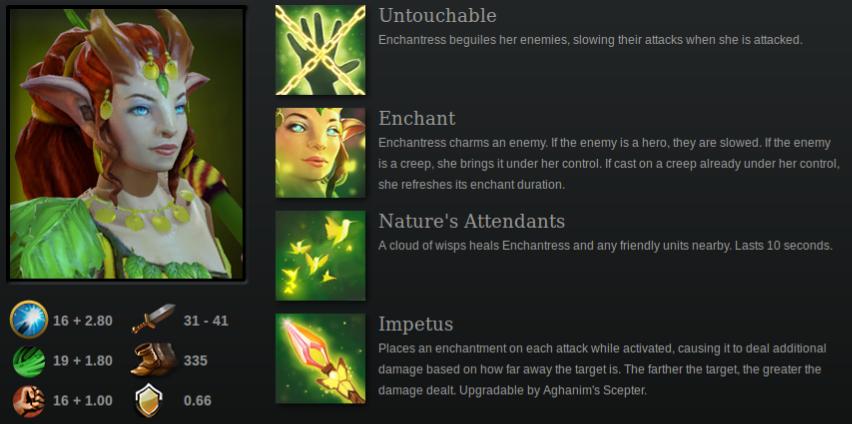 Untouchable
Enchantress beguiles her enemies, slowing their attacks when she is attacked.
Enchant
Enchantress charms an enemy. If the enemy is a hero, they are slowed. If the enemy
is a creep, she brings it under her control. If cast on a creep already under her control,
she refreshes its enchant duration.
Nature's Attendants
A cloud of wisps heals Enchantress and any friendly units nearby. Lasts 10 seconds.
Impetus
Places an enchantment on each attack while activated, causing it to deal additional
damage based on how far away the target is. The farther the target, the greater the
damage dealt. Upgradable by Aghanim's Scepter.
16 + 2.80 31 - 41
19 + 1.80 335
16 + 1.00 0.66